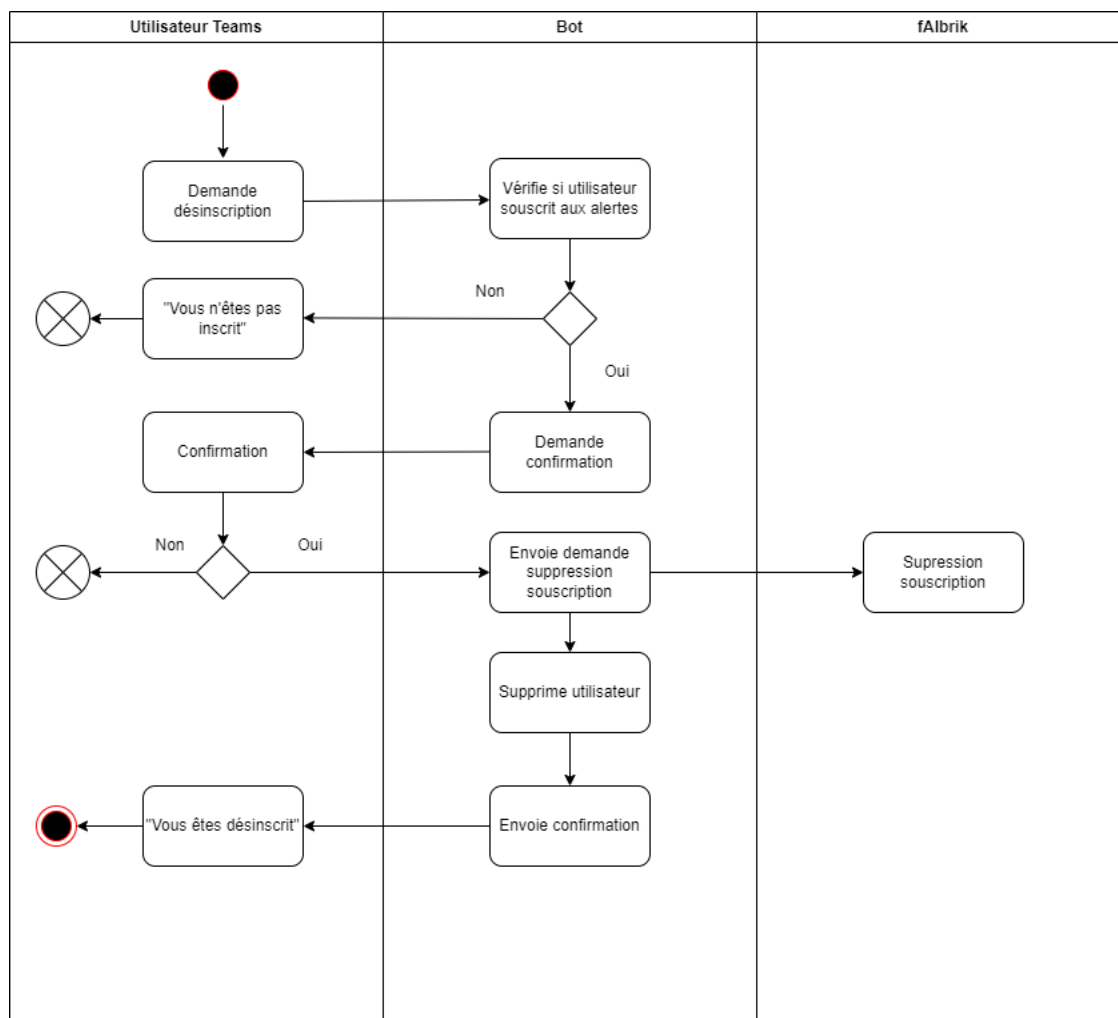 Utilisateur Teams
Bot
fAIbrik
Demande
désinscription
Vérifie si utilisateur
souscrit aux alertes
Non
"Vous n'êtes pas
inscrit"
Oui
Confirmation
Demande
confirmation
Non
Oui
Envoie demande
suppression
souscription
Supression
souscription
Supprime utilisateur
"Vous êtes désinscrit"
Envoie confirmation